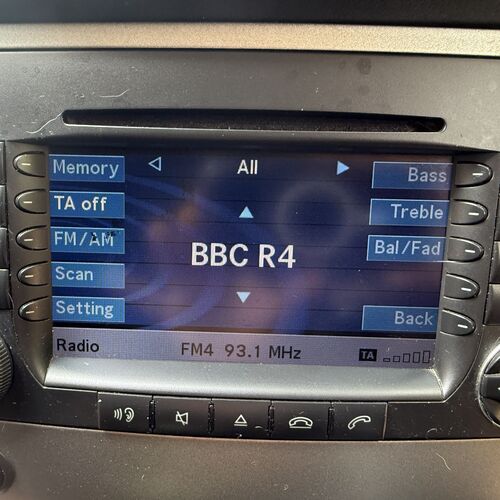 Memory
All
Bass
TA off
Treble
FM/AM
BBC R4
Bal/Fad
Scan
Setting
Back
Radio
FM4 93.1 MHz
TA